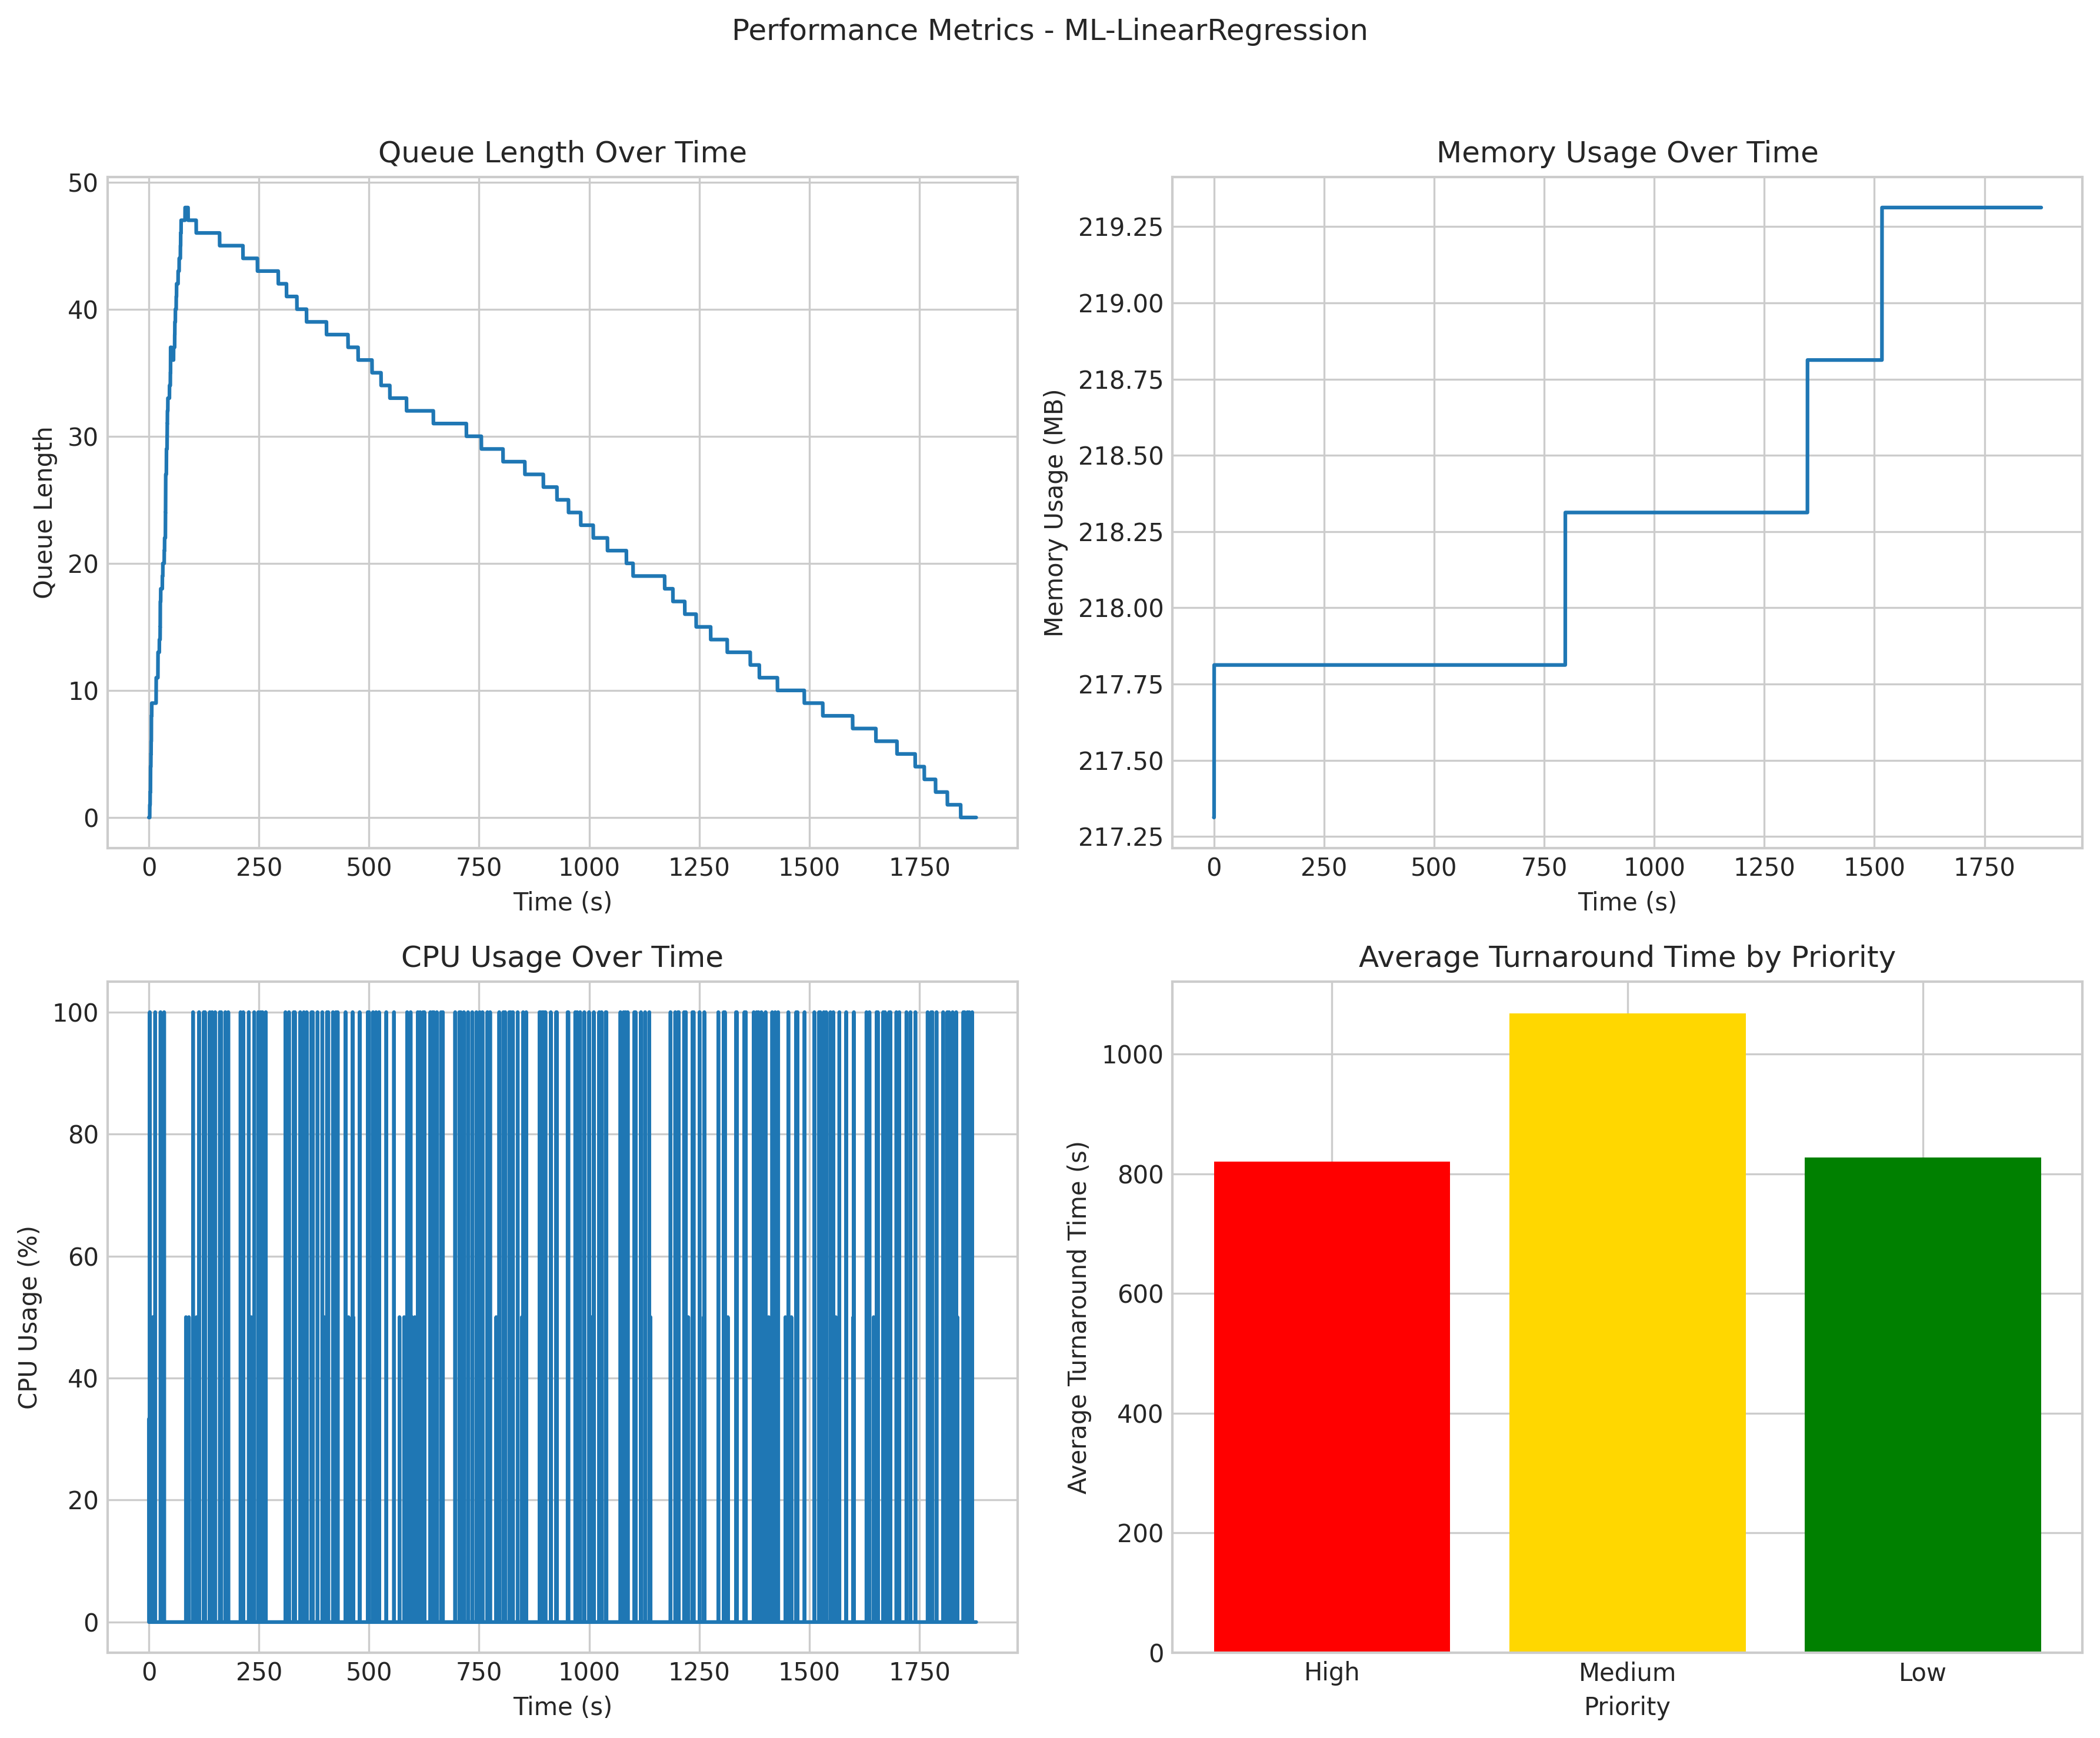 Performance Metrics - ML-LinearRegression
Queue Length Over Time
Queue Length
50
40
30
20
10
0
0 250 500 750 1000 1250 1500 1750
Time (s)
Memory Usage Over Time
Memory Usage (MB)
219.25
219.00
218.75
218.50
218.25
218.00
217.75
217.50
217.25
0 250 500 750 1000 1250 1500 1750
Time (s)
CPU Usage Over Time
CPU Usage (%)
100
80
60
40
20
0
0 250 500 750 1000 1250 1500 1750
Time (s)
Average Turnaround Time by Priority
Average Turnaround Time (s)
1000
800
600
400
200
0
High Medium Low
Priority